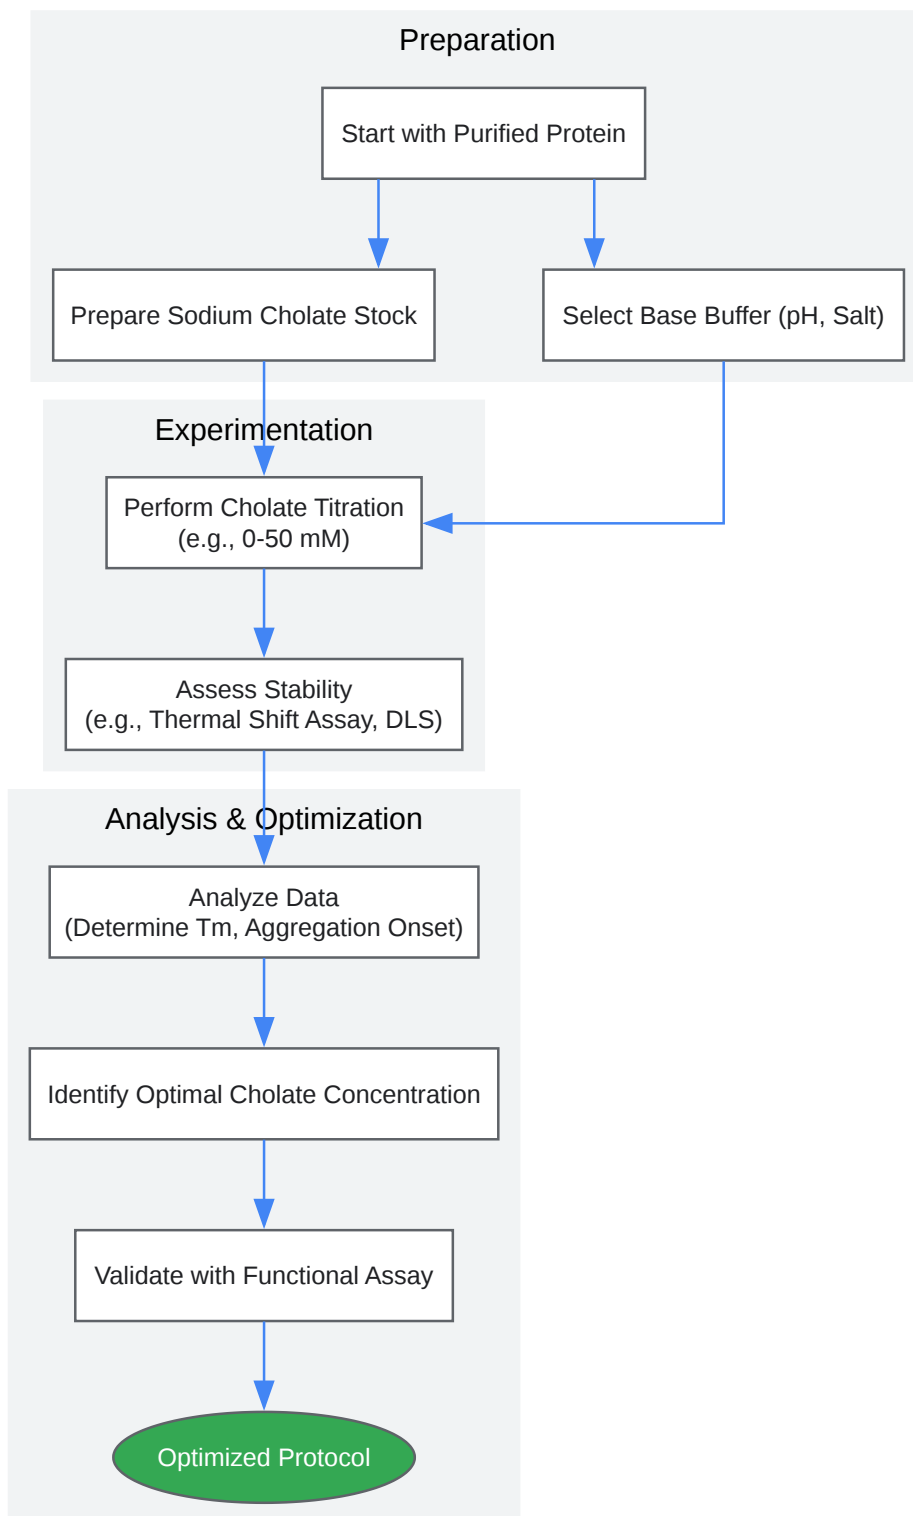 Preparation
Start with Purified Protein
Prepare Sodium Cholate Stock
Select Base Buffer (pH, Salt)
Experimentation
Perform Cholate Titration
(e.g., 0-50 mM)
Assess Stability
(e.g., Thermal Shift Assay, DLS)
Analysis & Optimization
Analyze Data
(Determine Tm, Aggregation Onset)
Identify Optimal Cholate Concentration
Validate with Functional Assay
Optimized Protocol